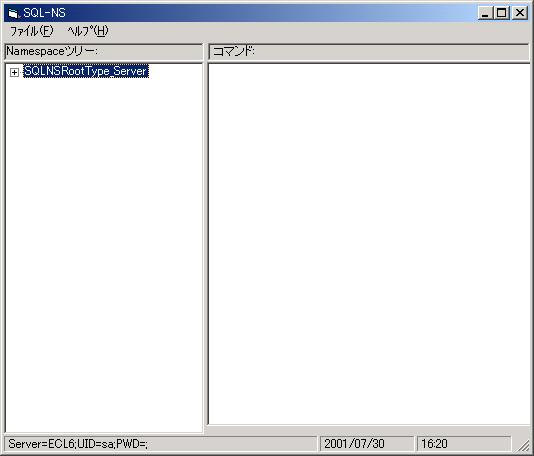 SQL-NS
ﾌｧｲﾙ(F) ﾍﾙﾌﾟ(H)
Namespaceツリー: コマンド:
SQLNSRootType_Server
Server=ECL6;UID=sa;PWD=; 2001/07/30 16:20